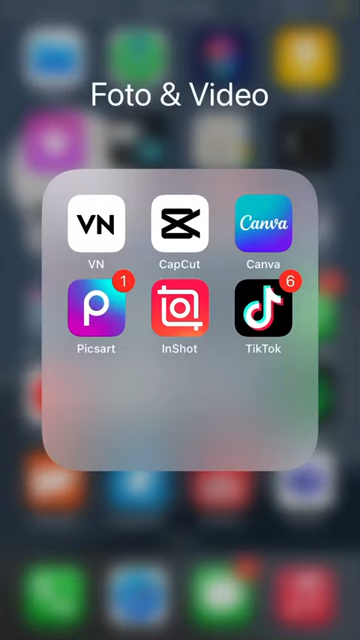 Foto & Video
VN
Canva
VN CapCut Canva
1 6
P
Picsart InShot TikTok